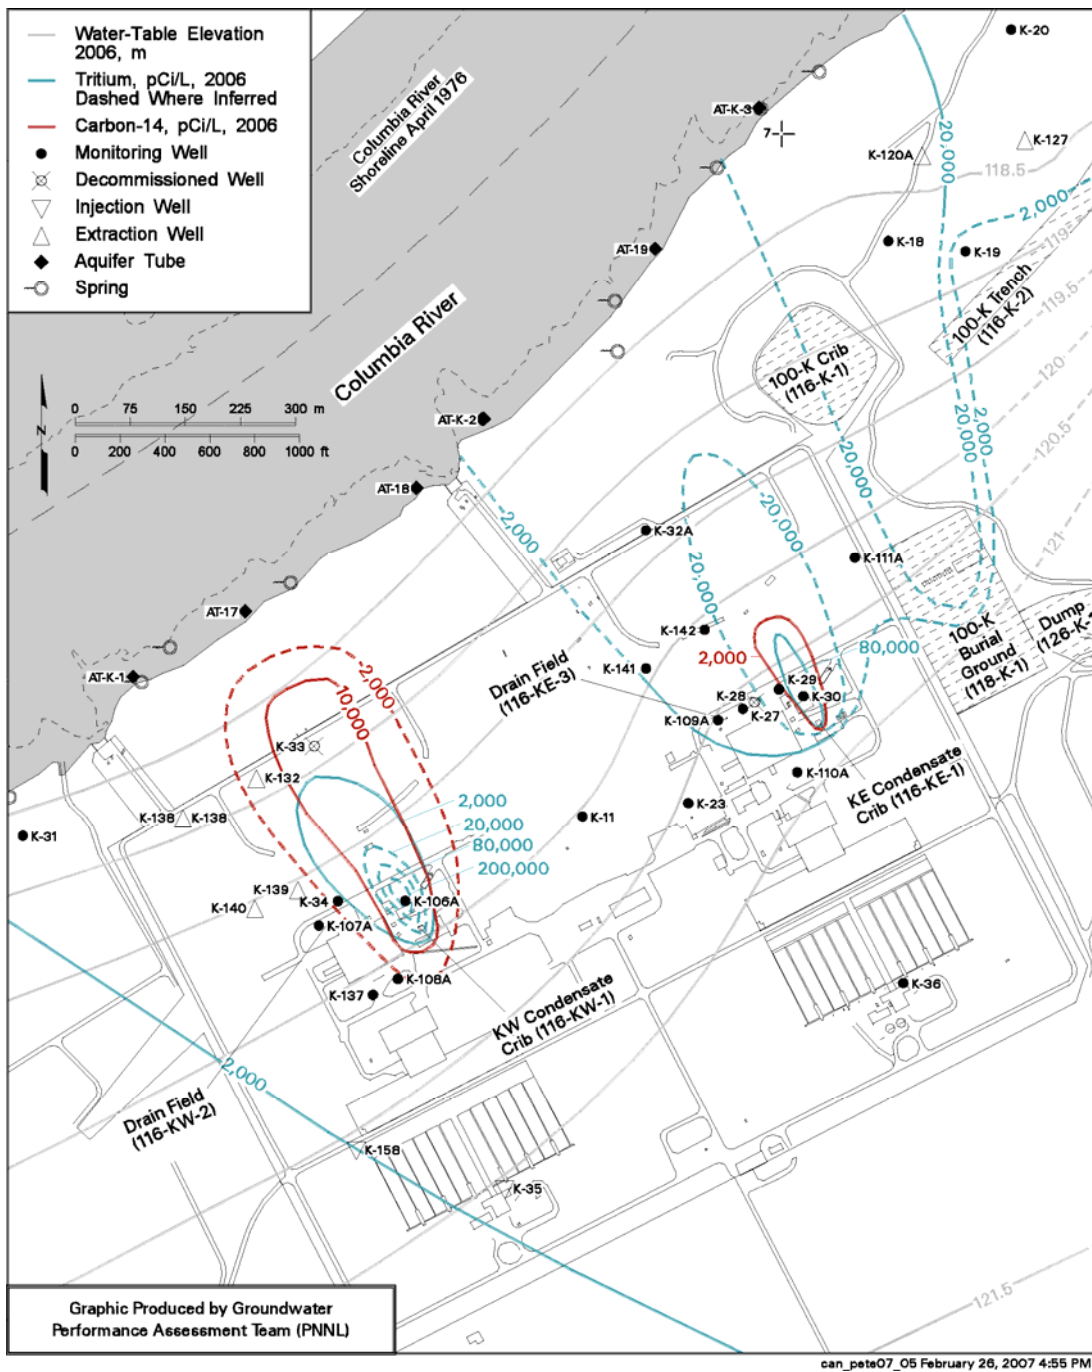 Water-Table Elevation
2006, m
Tritium, pCi/L, 2006
Dashed Where Inferred
Carbon-14, pCi/L, 2006
Monitoring Well
Decommissioned Well
Injection Well
Extraction Well
Aquifer Tube
Spring
Columbia River
Shoreline April 1976
Columbia River
N
0 75 150 225 300 m
0 200 400 600 800 1000 ft
K-20
AT-K-3
7
K-120A
K-127
20,000
118.5
2,000
119
K-18
K-19
AT-19
119.5
100-K Trench
(116-K-2)
100-K Crib
(116-K-1)
120
AT-K-2
2,000
20,000
20,000
120.5
AT-18
2,000
20,000
20,000
K-32A
K-111A
121
AT-17
K-142
100-K
Burial
Ground
(118-K-1)
Dump
80,000
2,000
K-141
Drain Field
(116-KE-3)
K-29
K-28
K-30
K-27
K-109A
AT-K-1
2,000
10,000
K-33
K-132
K-110A
KE Condensate
Crib (116-KE-1)
K-138
K-138
2,000
20,000
80,000
200,000
K-11
K-23
K-31
K-139
K-140
K-34
K-106A
K-107A
K-108A
K-137
K-36
KW Condensate
Crib (116-KW-1)
2,000
Drain Field
(116-KW-2)
K-158
K-35
121.5
Graphic Produced by Groundwater
Performance Assessment Team (PNNL)
can_pete07_05 February 26, 2007 4:55 PM